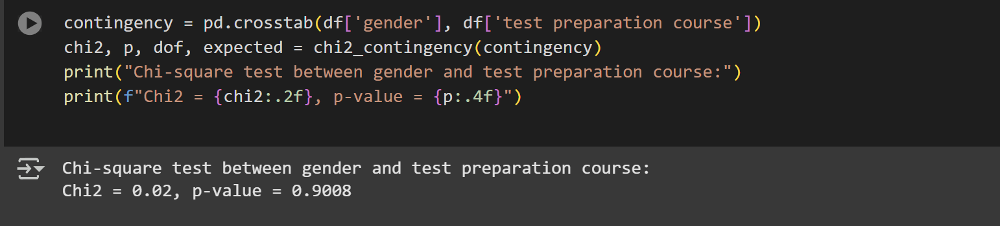 contingency = pd.crosstab(df['gender'], df['test preparation course'])
chi2, p, dof, expected = chi2_contingency(contingency)
print("Chi-square test between gender and test preparation course:")
print(f"Chi2 = {chi2:.2f}, p-value = {p:.4f}")
Chi-square test between gender and test preparation course:
Chi2 = 0.02, p-value = 0.9008